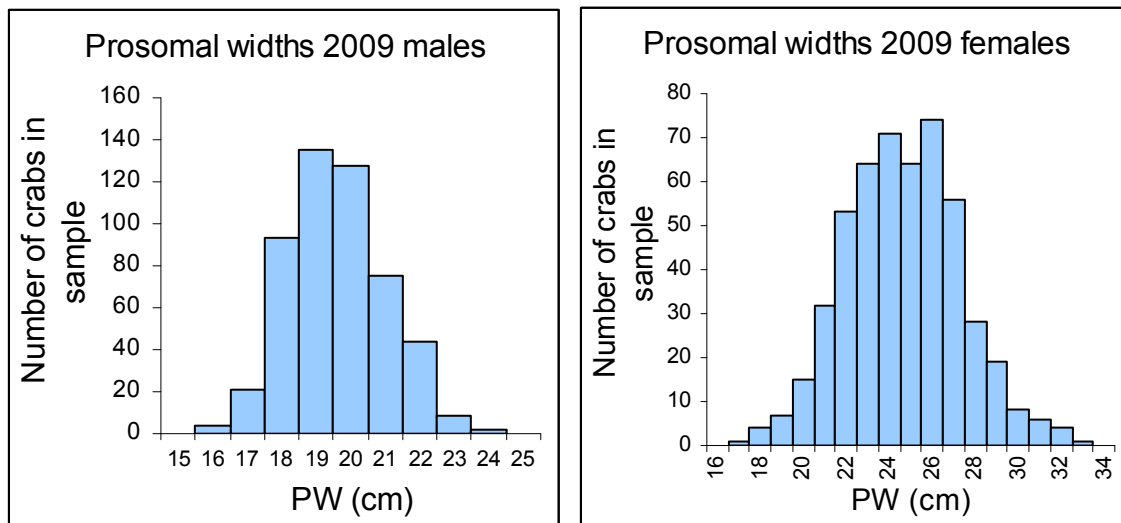 Prosomal widths 2009 males
Number of crabs in
sample
160
140
120
100
80
60
40
20
0
15 16 17 18 19 20 21 22 23 24 25
PW (cm)
Prosomal widths 2009 females
Number of crabs in
sample
80
70
60
50
40
30
20
10
0
16 18 20 22 24 26 28 30 32 34
PW (cm)